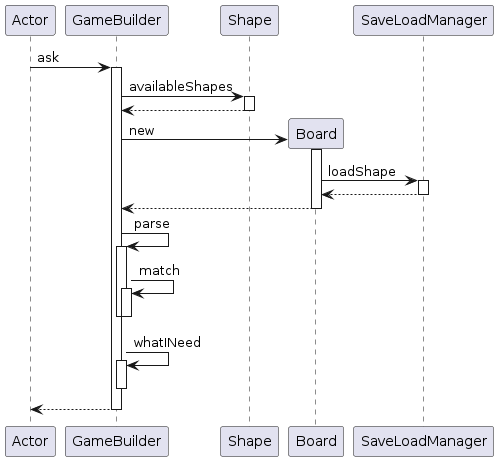 Actor GameBuilder Shape SaveLoadManager
ask
availableShapes
new
Board
loadShape
parse
match
whatINeed
Actor GameBuilder Shape Board SaveLoadManager